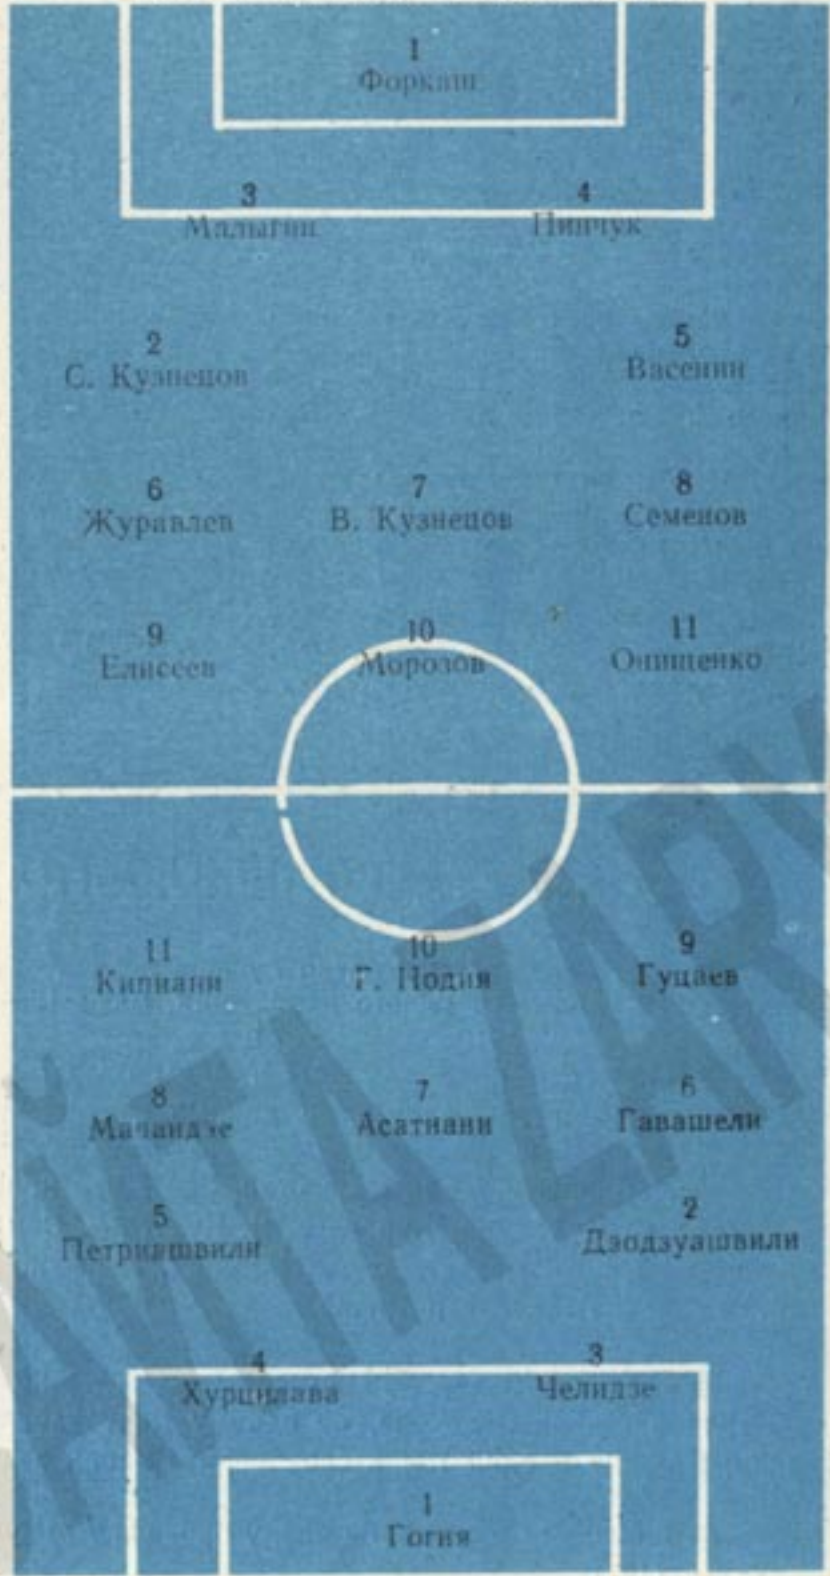 1
Форкаш
3 4
Малыгин Пинчук
2 5
С. Кузнецов Васенин
6 7 8
Журавлев В. Кузнецов Семенов
9 10 11
Елисеев Морозов Онищенко
11 10 9
Кипиани Г. Нодия Гуцаев
8 7 6
Мачаидзе Асатиани Гавашели
5 2
Петриашвили Дзодзуашвили
4 3
Хурцилава Челидзе
1
Гогия